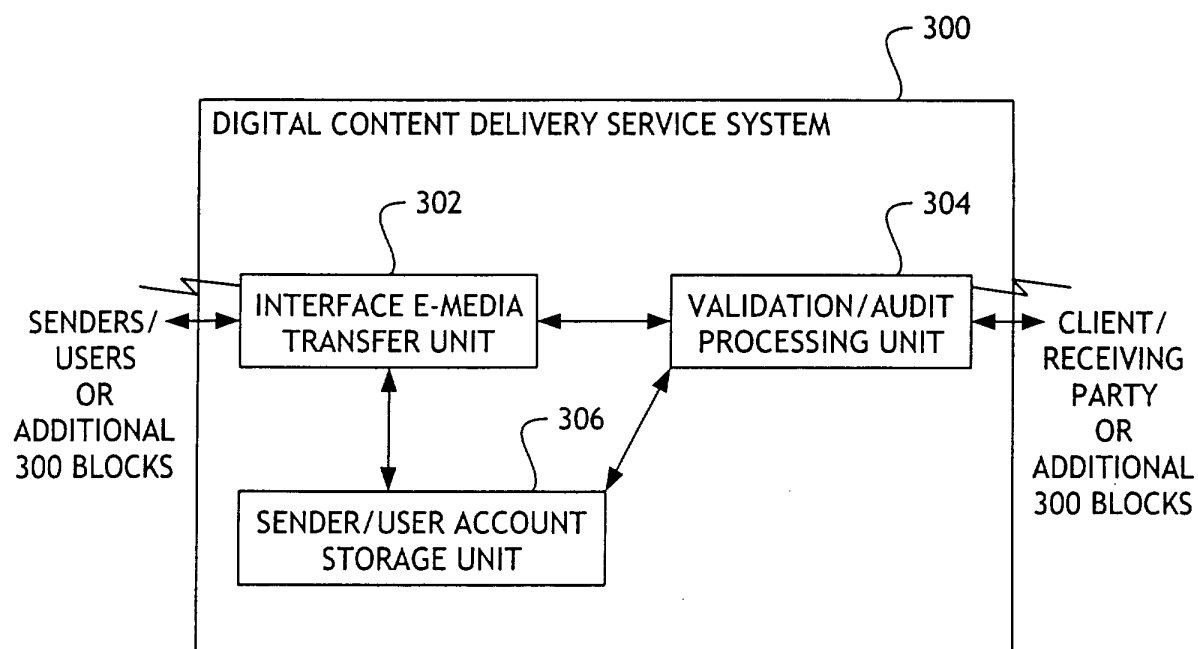 300
DIGITAL CONTENT DELIVERY SERVICE SYSTEM
302
304
INTERFACE E-MEDIA
TRANSFER UNIT
VALIDATION/AUDIT
PROCESSING UNIT
SENDERS/
USERS
OR
ADDITIONAL
300 BLOCKS
CLIENT/
RECEIVING
PARTY
OR
ADDITIONAL
300 BLOCKS
306
SENDER/USER ACCOUNT
STORAGE UNIT